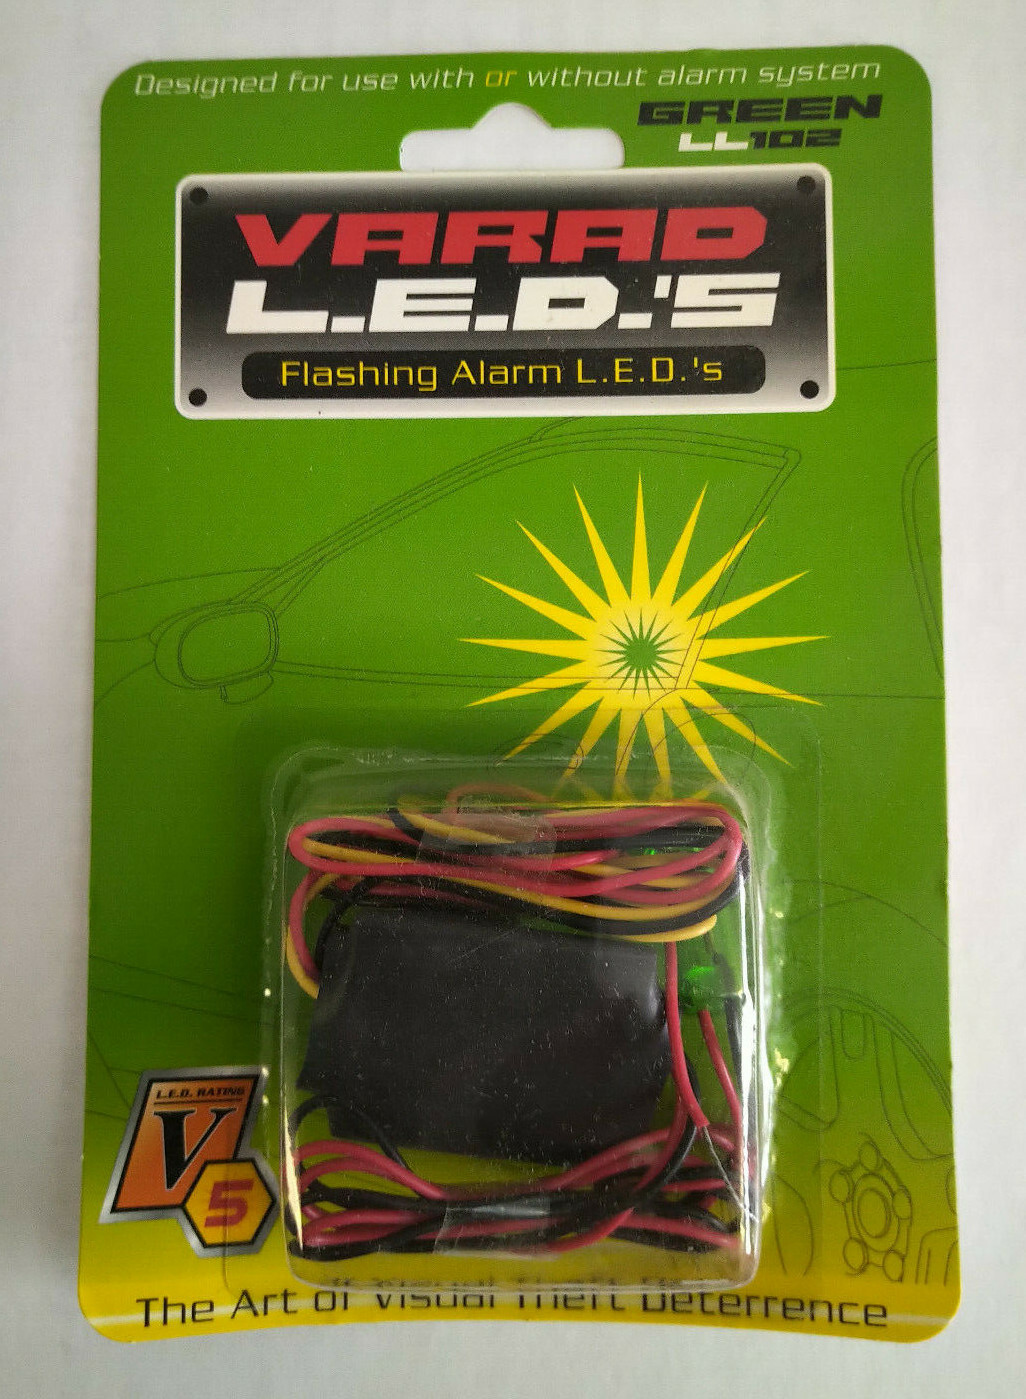 Designed for use with or without alarm system
GREEN
LL102
VARAD
L.E.D.'S
Flashing Alarm L.E.D.'s
L.E.D. RATING
V
5
The Art of Visual Theft Deterrence